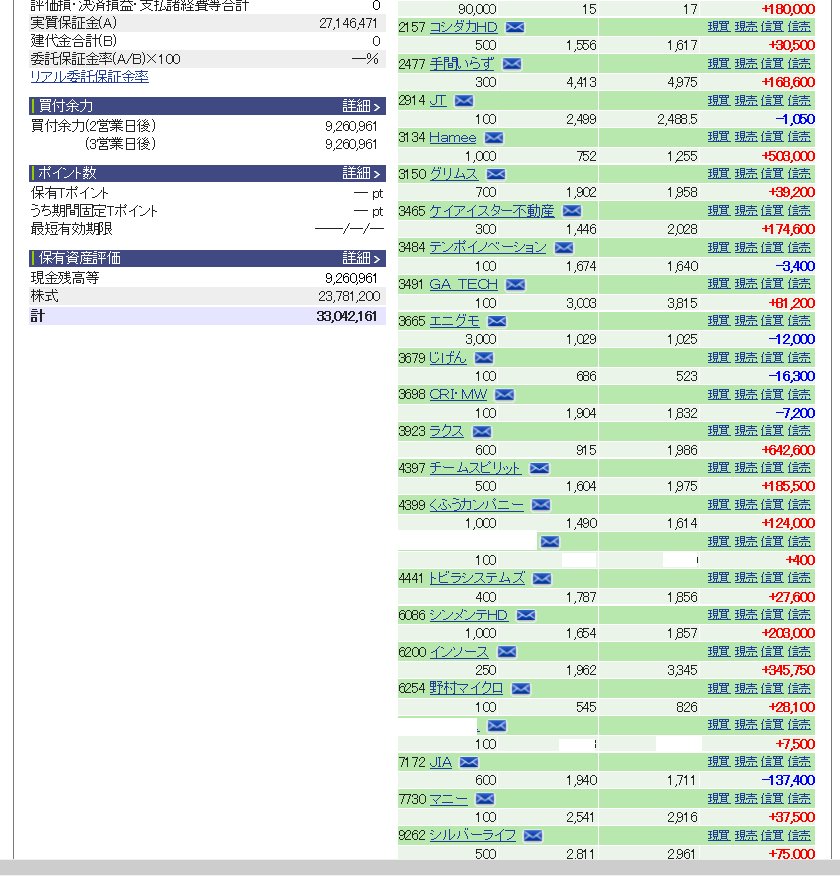 評価損・決済損益・支払諸経費等合計 0
実質保証金(A) 27,146,471
建代金合計(B) 0
委託保証金率(A/B)×100 ―%
リアル委託保証金率
買付余力 詳細>
買付余力(2営業日後) 9,260,961
(3営業日後) 9,260,961
ポイント数 詳細>
保有Tポイント ― pt
うち期間固定Tポイント ― pt
最短有効期限 ――/―/―
保有資産評価 詳細>
現金残高等 9,260,961
株式 23,781,200
計 33,042,161
90,000 15 17 +180,000
2157 コシダカHD 現買 現売 信買 信売
500 1,556 1,617 +30,500
2477 手間いらず 現買 現売 信買 信売
300 4,413 4,975 +168,600
2914 JT 現買 現売 信買 信売
100 2,499 2,488.5 -1,050
3134 Hamee 現買 現売 信買 信売
1,000 752 1,255 +503,000
3150 グリムス 現買 現売 信買 信売
700 1,902 1,958 +39,200
3465 ケイアイスター不動産 現買 現売 信買 信売
300 1,446 2,028 +174,600
3484 テンポイノベーション 現買 現売 信買 信売
100 1,674 1,640 -3,400
3491 GA TECH 現買 現売 信買 信売
100 3,003 3,815 +81,200
3665 エニグモ 現買 現売 信買 信売
3,000 1,029 1,025 -12,000
3679 じげん 現買 現売 信買 信売
100 686 523 -16,300
3698 CRI・MW 現買 現売 信買 信売
100 1,904 1,832 -7,200
3923 ラクス 現買 現売 信買 信売
600 915 1,986 +642,600
4397 チームスピリット 現買 現売 信買 信売
500 1,604 1,975 +185,500
4399 くふうカンパニー 現買 現売 信買 信売
1,000 1,490 1,614 +124,000
現買 現売 信買 信売
100 +400
4441 トビラシステムズ 現買 現売 信買 信売
400 1,787 1,856 +27,600
6086 シンメンテHD 現買 現売 信買 信売
1,000 1,654 1,857 +203,000
6200 インソース 現買 現売 信買 信売
250 1,962 3,345 +345,750
6254 野村マイクロ 現買 現売 信買 信売
100 545 826 +28,100
現買 現売 信買 信売
100 +7,500
7172 JIA 現買 現売 信買 信売
600 1,940 1,711 -137,400
7730 マニー 現買 現売 信買 信売
100 2,541 2,916 +37,500
9262 シルバーライフ 現買 現売 信買 信売
500 2,811 2,961 +75,000